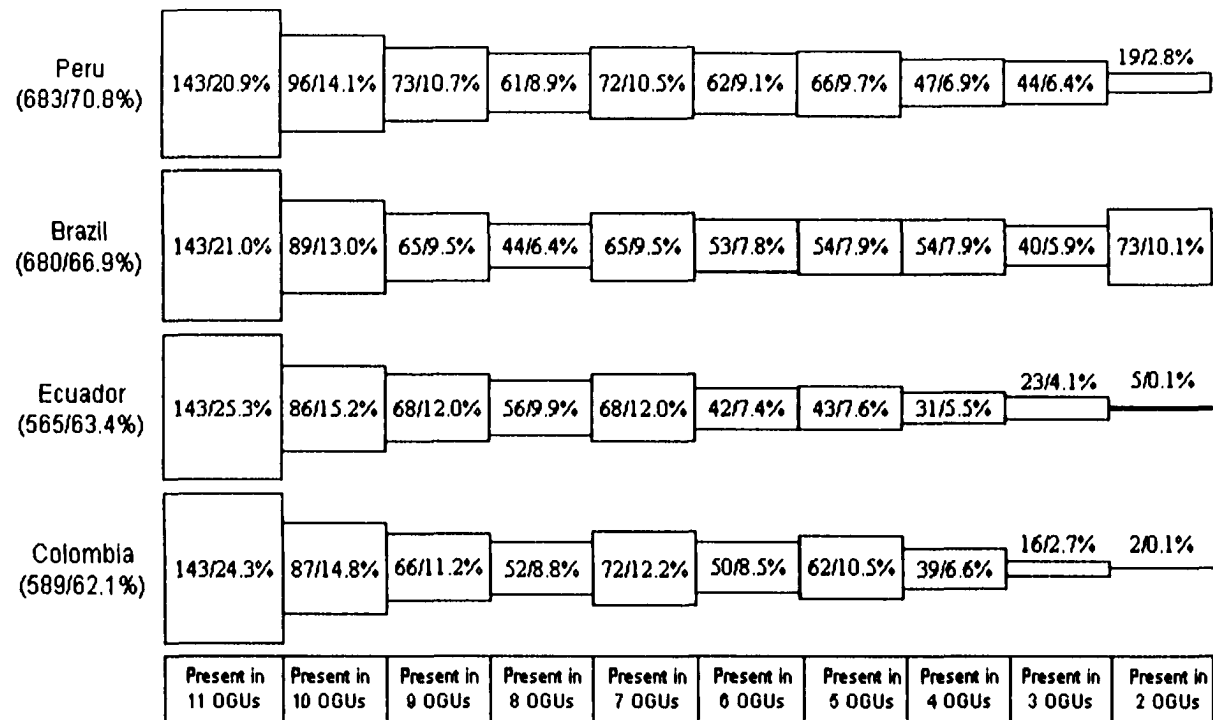 19/2.8%
Peru
(683/70.8%)
143/20.9% 96/14.1% 73/10.7% 61/8.9% 72/10.5% 62/9.1% 66/9.7% 47/6.9% 44/6.4%
Brazil
(680/66.9%)
143/21.0% 89/13.0% 65/9.5% 44/6.4% 65/9.5% 53/7.8% 54/7.9% 54/7.9% 40/5.9% 73/10.1%
23/4.1% 5/0.1%
Ecuador
(565/63.4%)
143/25.3% 86/15.2% 68/12.0% 56/9.9% 68/12.0% 42/7.4% 43/7.6% 31/5.5%
16/2.7% 2/0.1%
Colombia
(589/62.1%)
143/24.3% 87/14.8% 66/11.2% 52/8.8% 72/12.2% 50/8.5% 62/10.5% 39/6.6%
Present in Present in Present in Present in Present in Present in Present in Present in Present in Present in
11 OGUs 10 OGUs 9 OGUs 8 OGUs 7 OGUs 6 OGUs 5 OGUs 4 OGUs 3 OGUs 2 OGUs